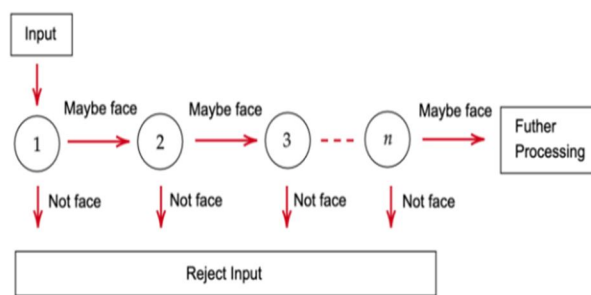 Input
Maybe face
Maybe face
Maybe face
1
2
3
n
Futher
Processing
Not face
Not face
Not face
Not face
Reject Input